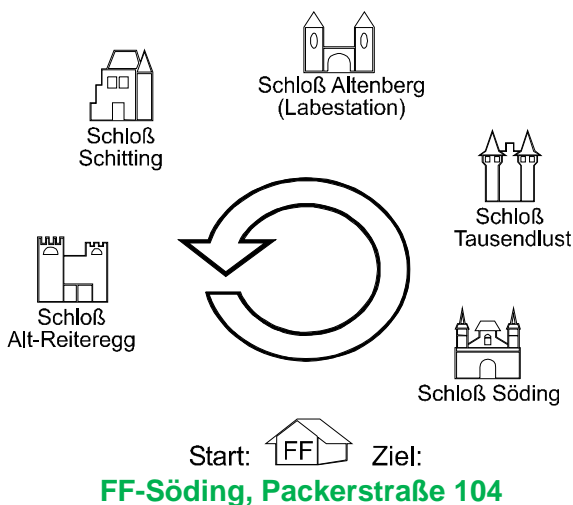 Schloß Altenberg
(Labestation)
Schloß
Schitting
Schloß
Tausendlust
Schloß
Alt-Reiteregg
Schloß Söding
Start: FF Ziel:
FF-Söding, Packerstraße 104